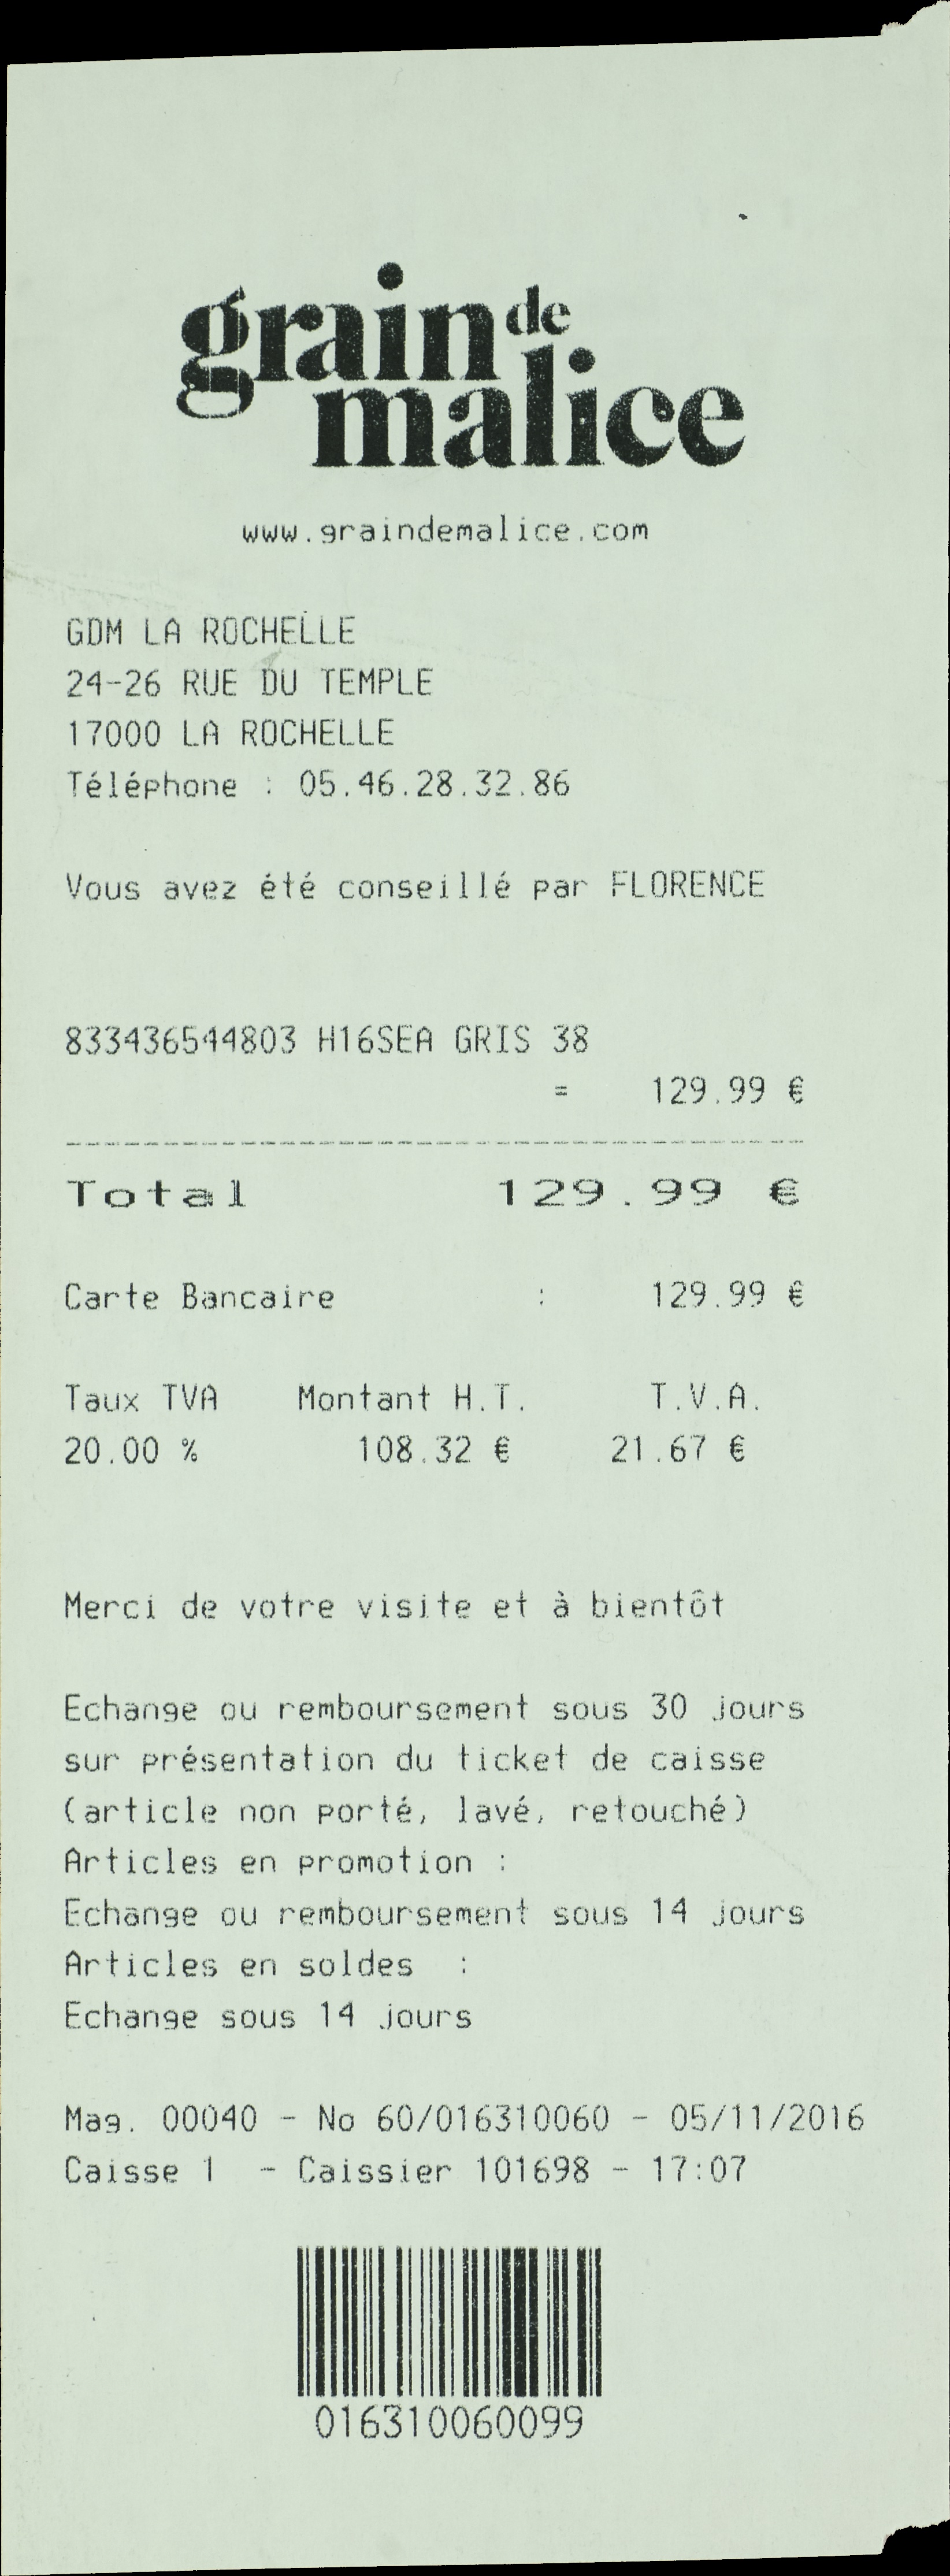 grain de
malice
www.graindemalice.com
GDM LA ROCHELLE
24-26 RUE DU TEMPLE
17000 LA ROCHELLE
Téléphone : 05.46.28.32.86
Vous avez été conseillé par FLORENCE
833436544803 H16SEA GRIS 38
= 129.99 €
--------------------------------------
Total 129.99 €
Carte Bancaire : 129.99 €
Taux TVA Montant H.T. T.V.A.
20.00 % 108.32 € 21.67 €
Merci de votre visite et à bientôt
Echange ou remboursement sous 30 jours
sur présentation du ticket de caisse
(article non porté, lavé, retouché)
Articles en promotion :
Echange ou remboursement sous 14 jours
Articles en soldes :
Echange sous 14 jours
Mag. 00040 - No 60/016310060 - 05/11/2016
Caisse 1 - Caissier 101698 - 17:07
016310060099